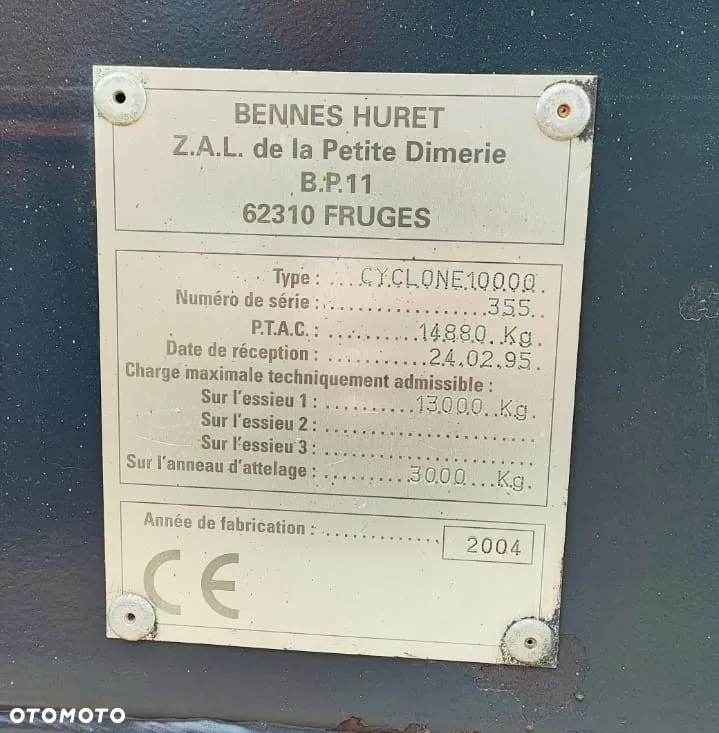 BENNES HURET
Z.A.L. de la Petite Dimerie
B.P.11
62310 FRUGES
Type : ...CYCLONE10000.
Numéro de série :.................355..
P.T.A.C. : .........14880..Kg.
Date de réception : ..........24.02.95.
Charge maximale techniquement admissible :
Sur l'essieu 1 : .........13000..Kg.
Sur l'essieu 2 : .....................
Sur l'essieu 3 : .....................
Sur l'anneau d'attelage : ........3000...Kg.
Année de fabrication : ............. 2004
CE
OTOMOTO